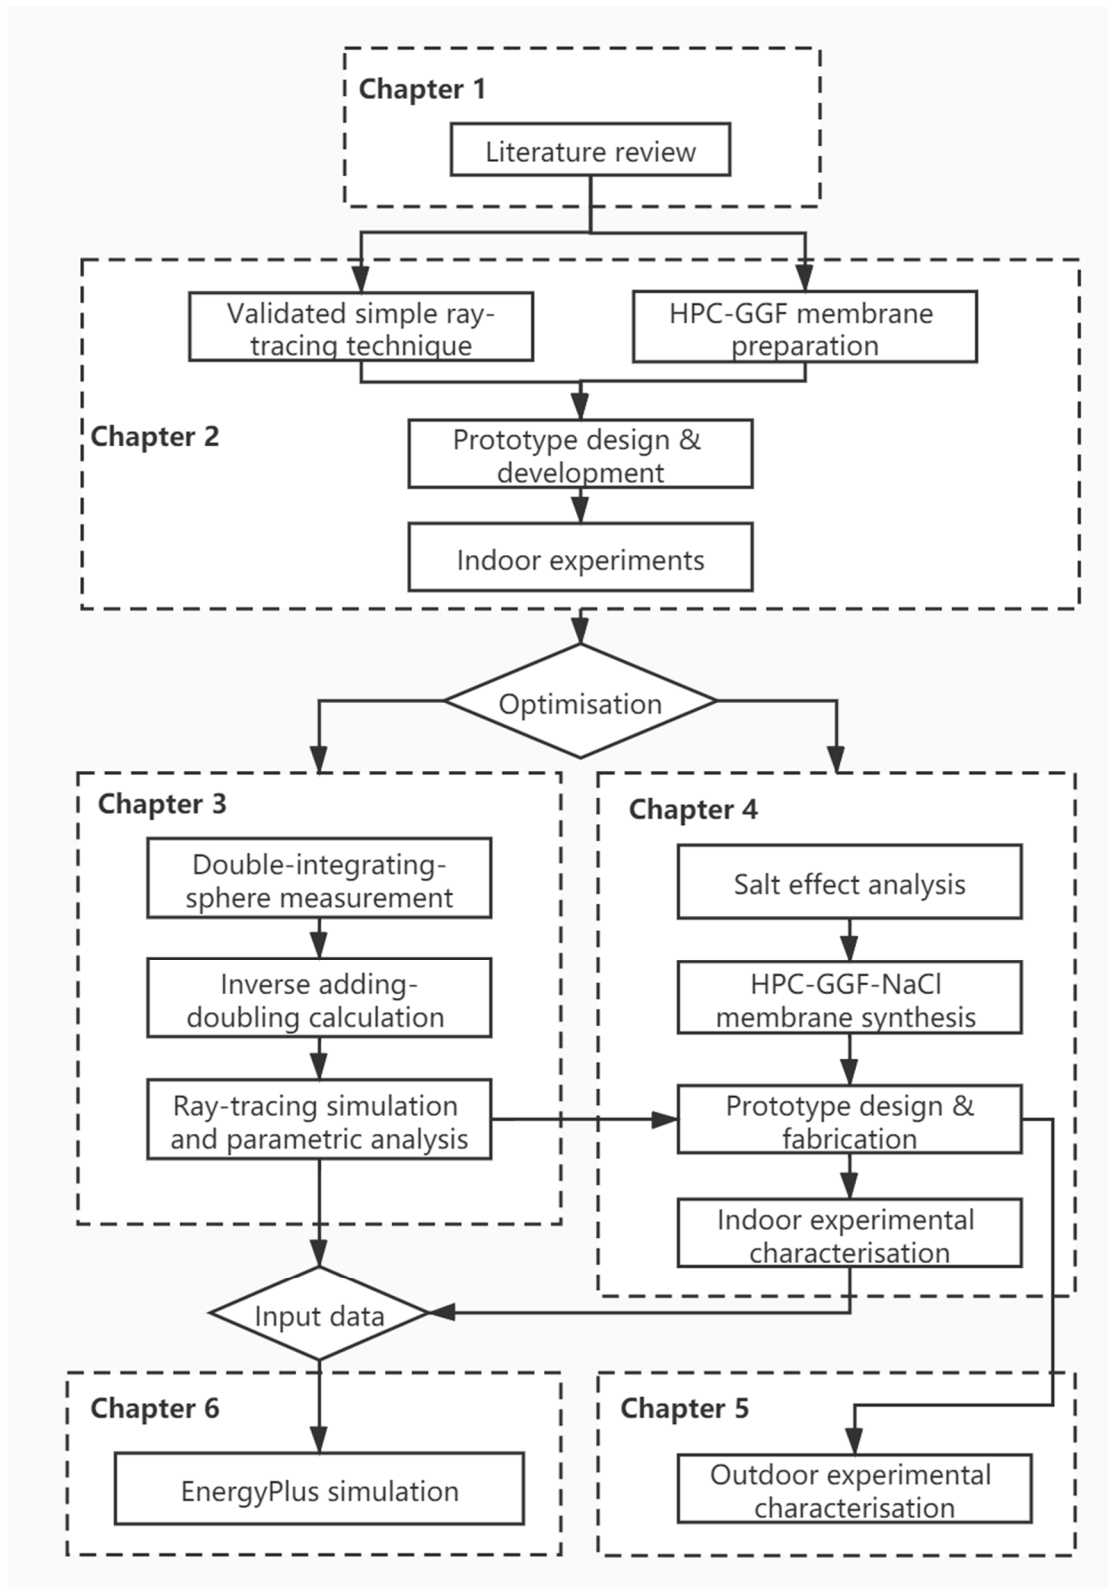 Chapter 1
Literature review
Validated simple ray-
tracing technique
HPC-GGF membrane
preparation
Chapter 2
Prototype design &
development
Indoor experiments
Optimisation
Chapter 3
Double-integrating-
sphere measurement
Inverse adding-
doubling calculation
Ray-tracing simulation
and parametric analysis
Chapter 4
Salt effect analysis
HPC-GGF-NaCl
membrane synthesis
Prototype design &
fabrication
Indoor experimental
characterisation
Input data
Chapter 6
EnergyPlus simulation
Chapter 5
Outdoor experimental
characterisation